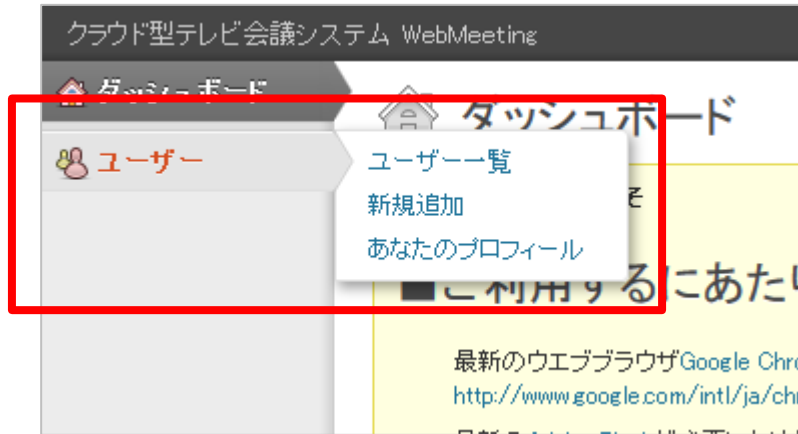 クラウド型テレビ会議システム WebMeeting
ダッシュボード
ダッシュボード
ユーザー
ユーザー一覧
新規追加
あなたのプロフィール
そ
■ご利用するにあたり
最新のウエブブラウザGoogle Chro
http://www.google.com/intl/ja/ch